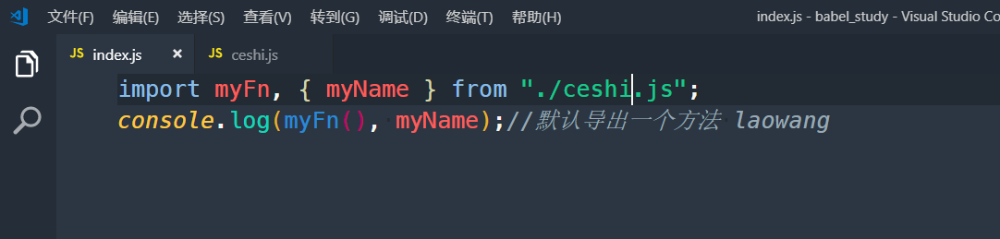 文件(F) 编辑(E) 选择(S) 查看(V) 转到(G) 调试(D) 终端(T) 帮助(H) index.js - babel_study - Visual Studio Co
JS index.js × JS ceshi.js
import myFn, { myName } from "./ceshi.js";
console.log(myFn(), myName);//默认导出一个方法 laowang